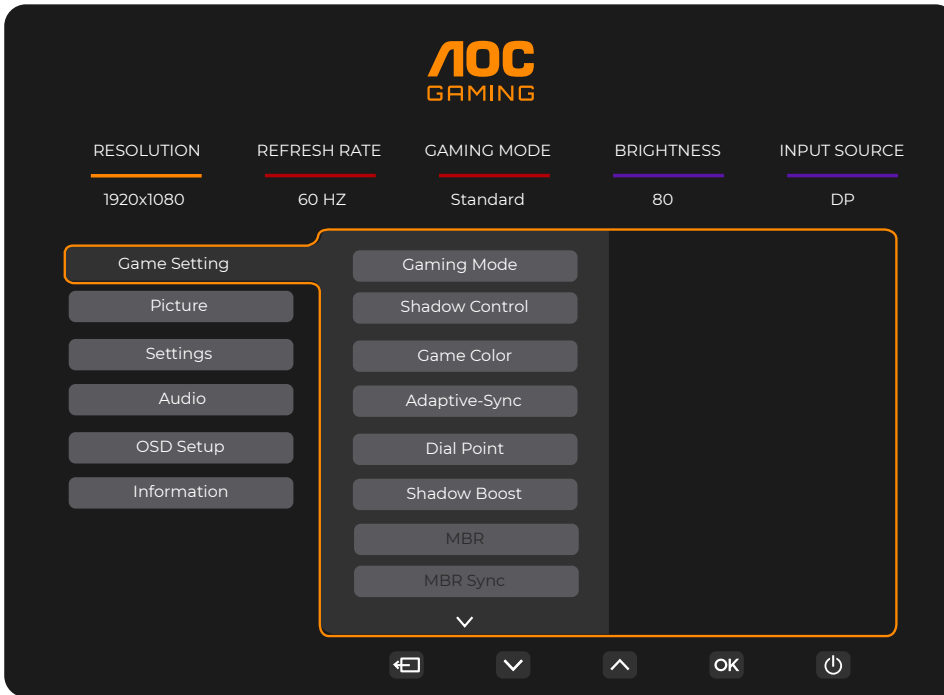 AOC
GAMING
RESOLUTION REFRESH RATE GAMING MODE BRIGHTNESS INPUT SOURCE
1920x1080 60 HZ Standard 80 DP
Game Setting
Picture
Settings
Audio
OSD Setup
Information
Gaming Mode
Shadow Control
Game Color
Adaptive-Sync
Dial Point
Shadow Boost
MBR
MBR Sync
OK